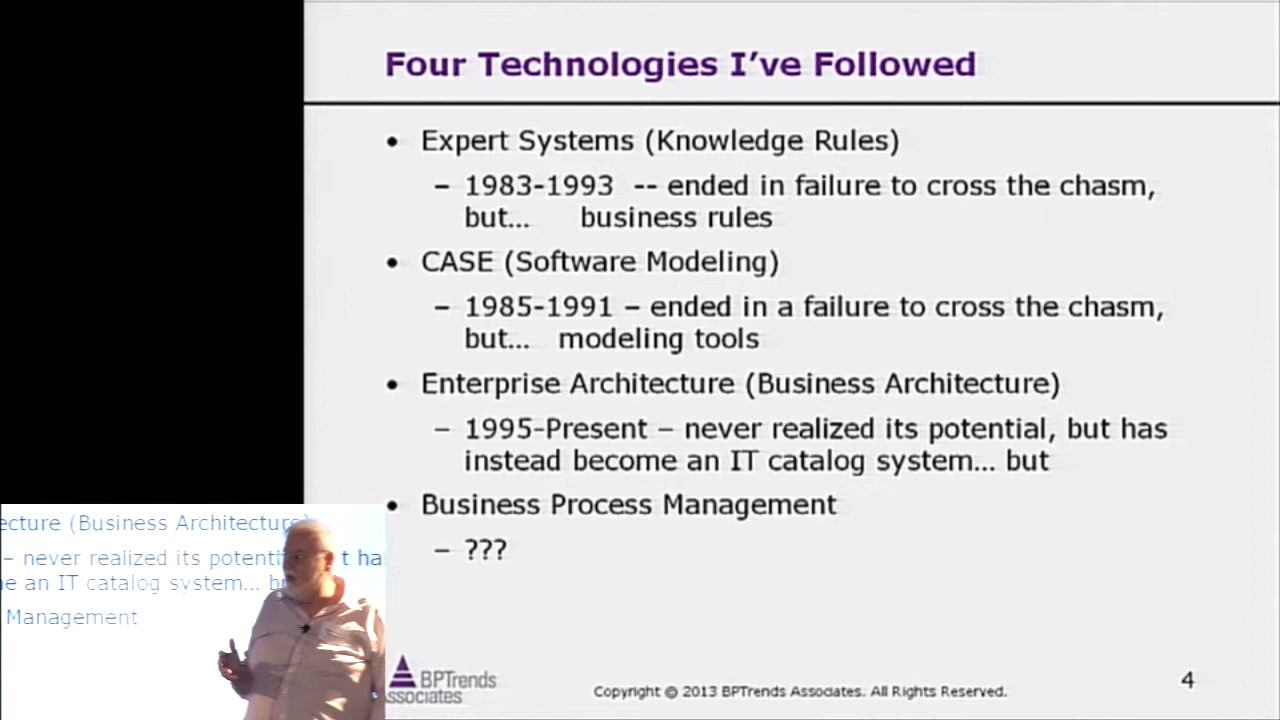 Four Technologies I've Followed
• Expert Systems (Knowledge Rules)
– 1983-1993 -- ended in failure to cross the chasm,
but... business rules
• CASE (Software Modeling)
– 1985-1991 – ended in a failure to cross the chasm,
but... modeling tools
• Enterprise Architecture (Business Architecture)
– 1995-Present – never realized its potential, but has
instead become an IT catalog system... but
• Business Process Management
– ???
ecture (Business Architecture)
– never realized its potenti t ha
e an IT catalog system... b
Management
BPTrends
ssociates
Copyright © 2013 BPTrends Associates. All Rights Reserved.
4